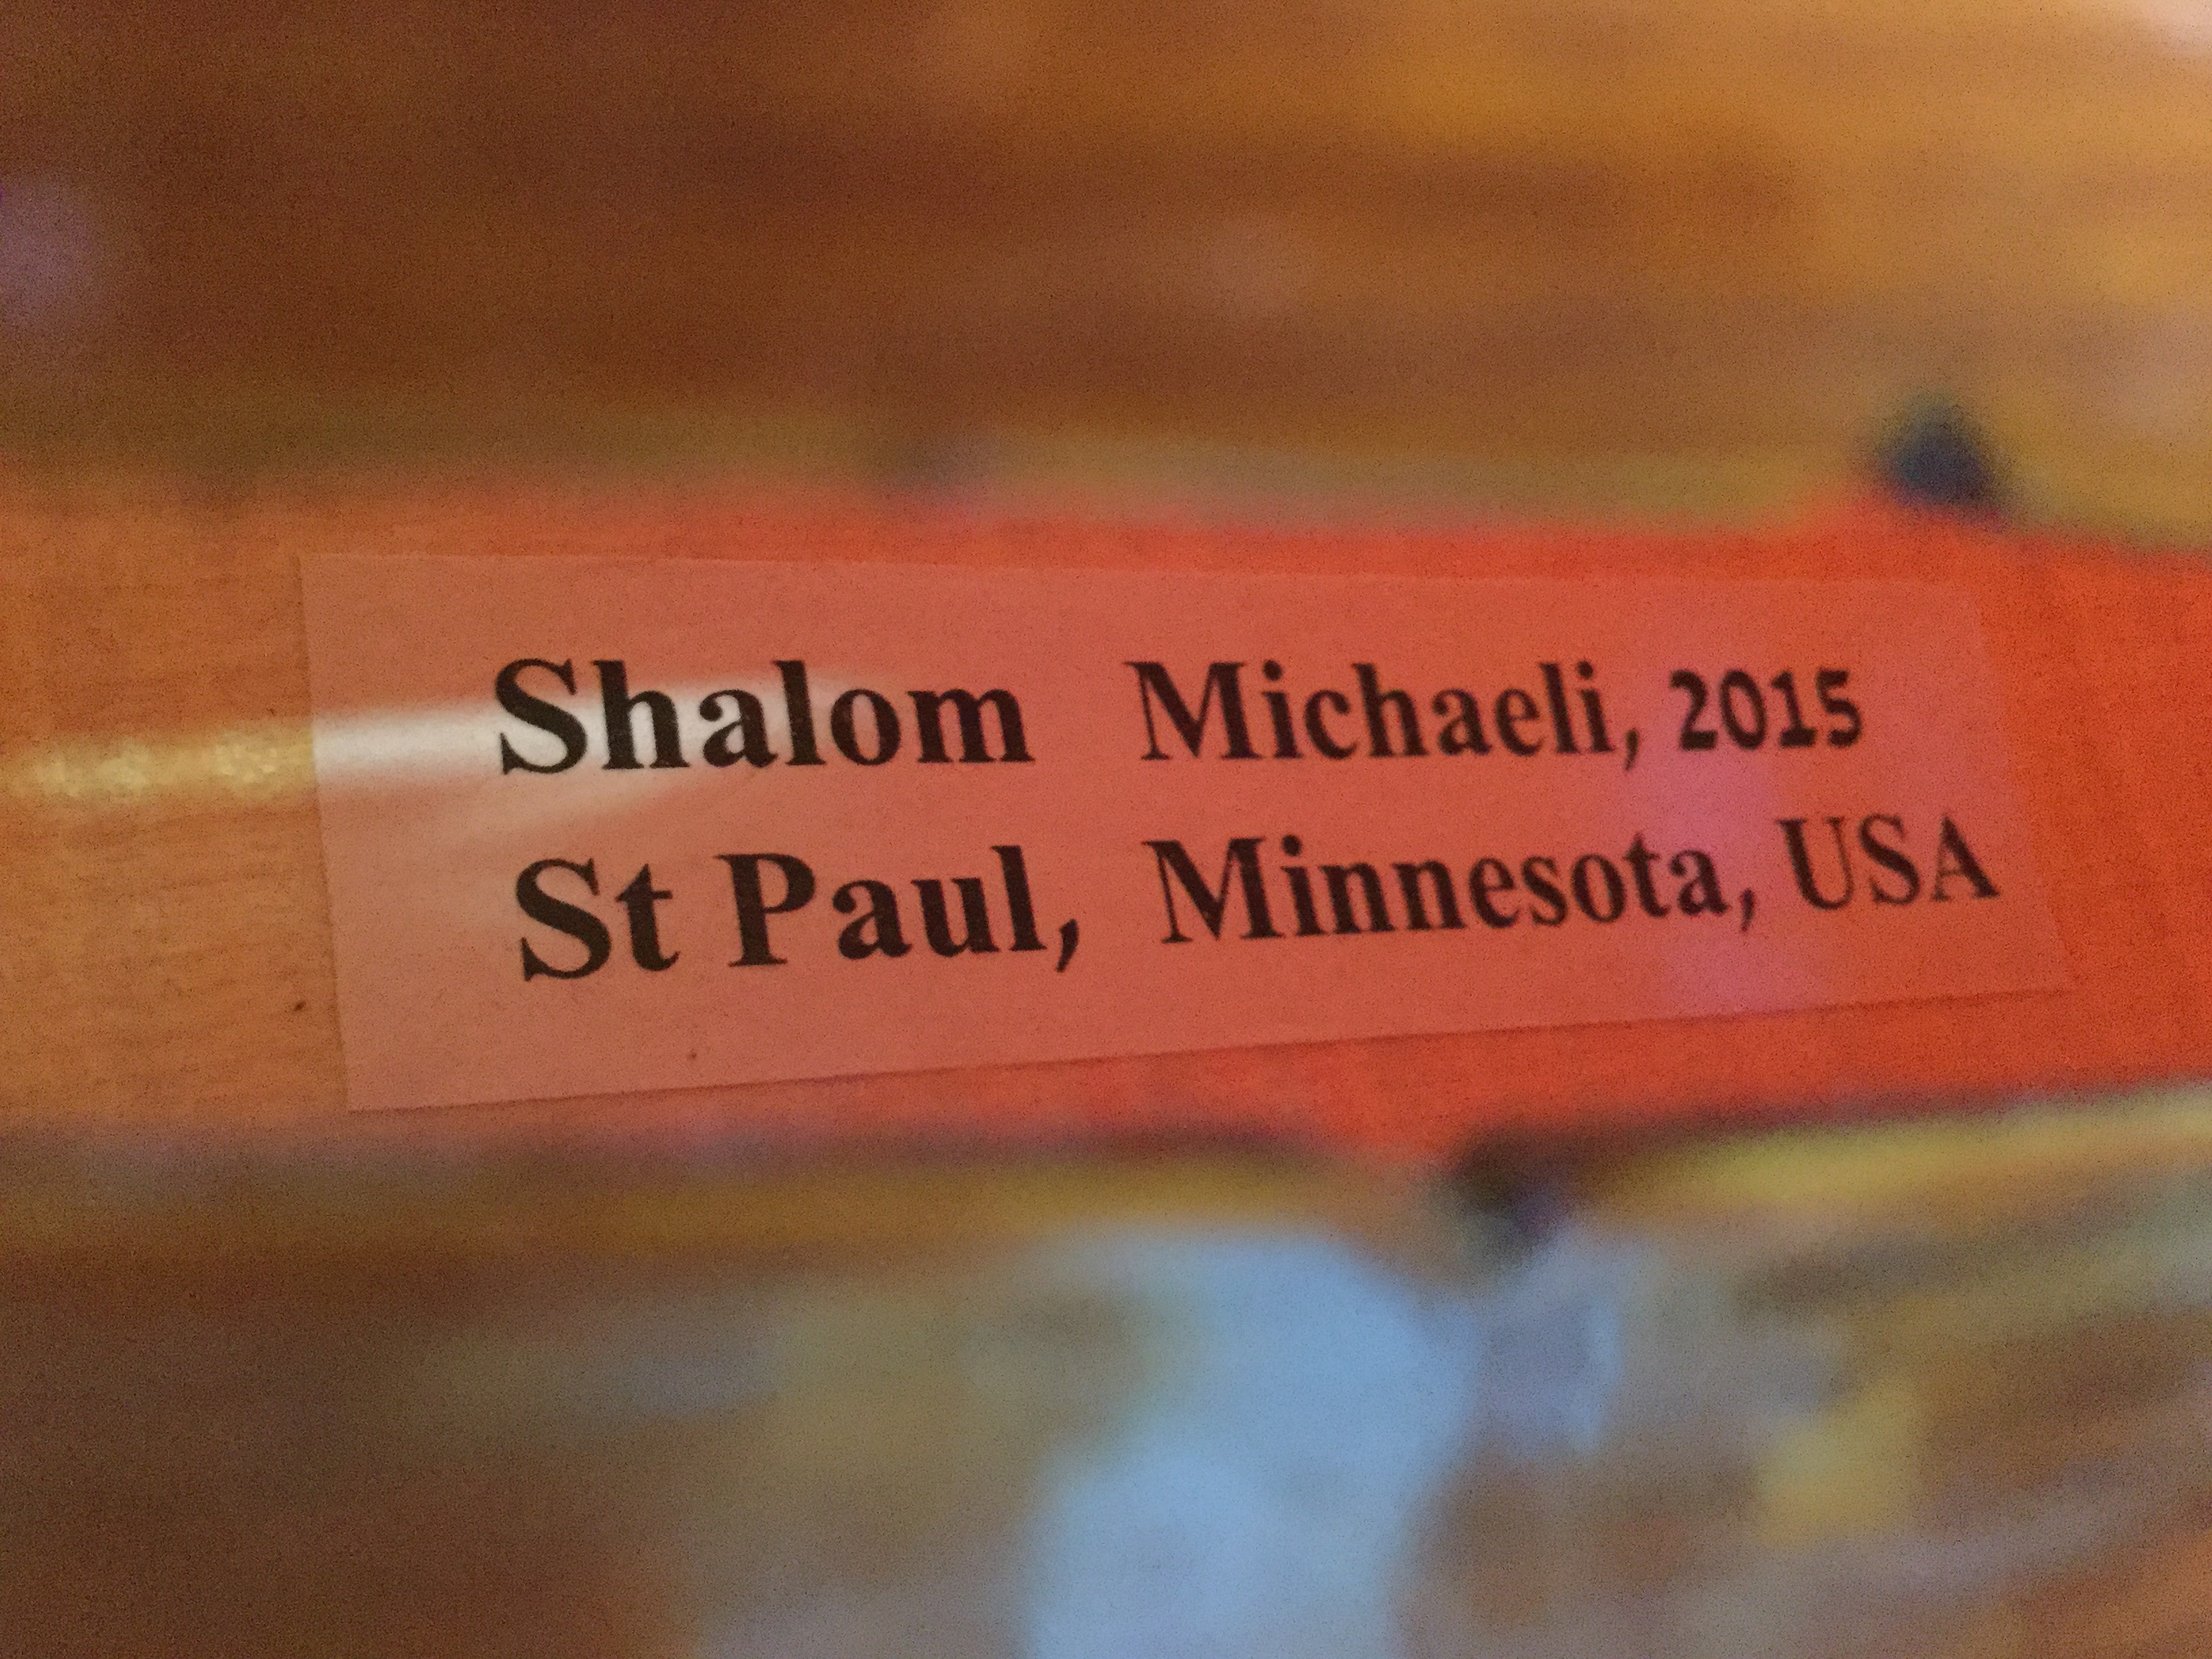 Shalom Michaeli, 2015
St Paul, Minnesota, USA